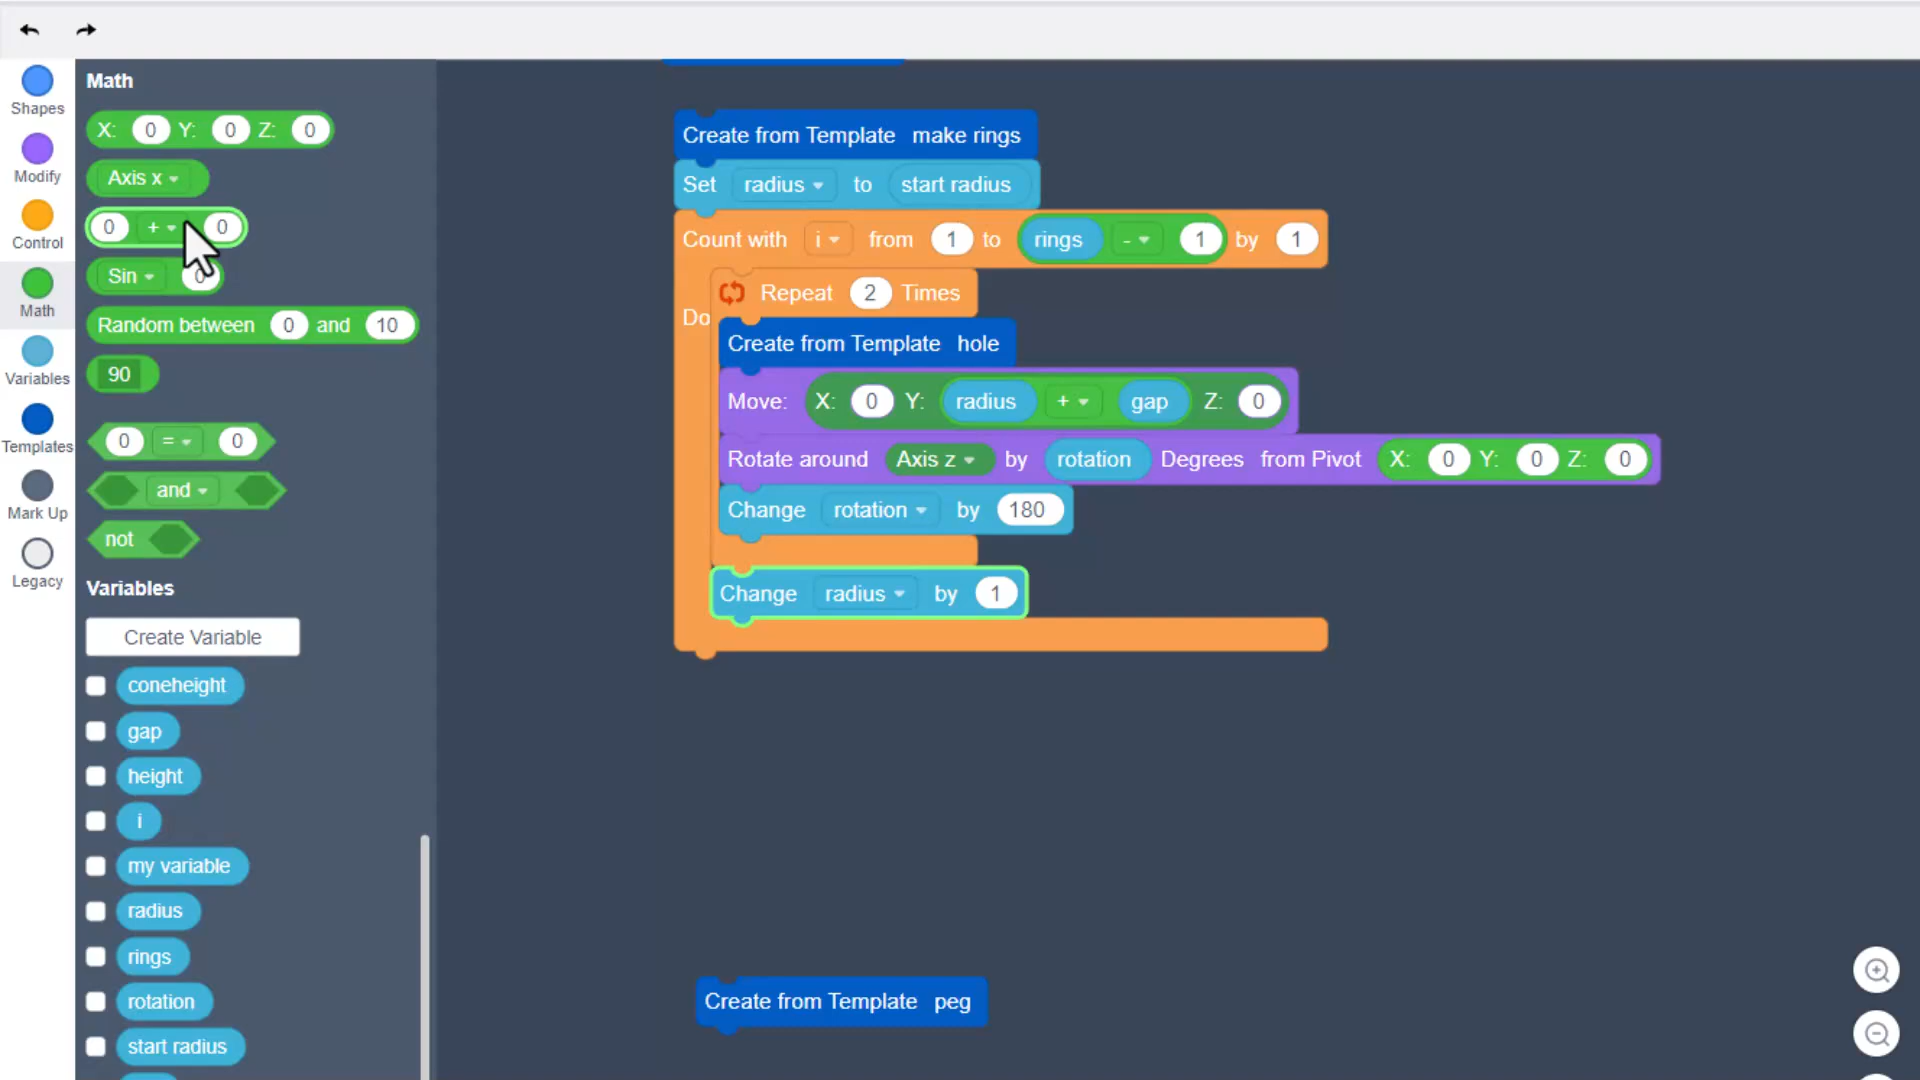 Shapes
Modify
Control
Math
Variables
Templates
Mark Up
Legacy
Math
X: 0 Y: 0 Z: 0
Axis x
0 + 0
Sin 0
Random between 0 and 10
90
0 = 0
and
not
Variables
Create Variable
coneheight
gap
height
i
my variable
radius
rings
rotation
start radius
Create from Template make rings
Set radius to start radius
Count with i from 1 to rings - 1 by 1
Do
Repeat 2 Times
Create from Template hole
Move: X: 0 Y: radius + gap Z: 0
Rotate around Axis z by rotation Degrees from Pivot X: 0 Y: 0 Z: 0
Change rotation by 180
Change radius by 1
Create from Template peg